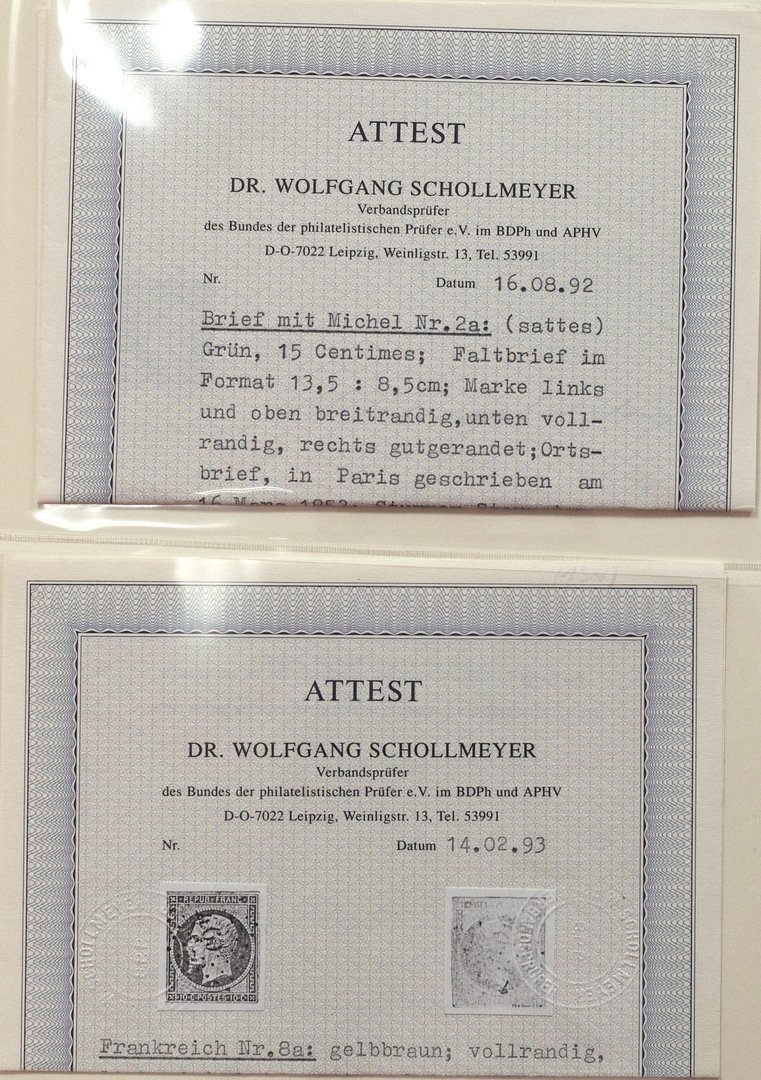 ATTEST
DR. WOLFGANG SCHOLLMEYER
Verbandsprüfer
des Bundes der philatelistischen Prüfer e.V. im BDPh und APHV
D-O-7022 Leipzig, Weinligstr. 13, Tel. 53991
Nr. Datum 16.08.92
Brief mit Michel Nr.2a: (sattes)
Grün, 15 Centimes; Faltbrief im
Format 13,5 : 8,5cm; Marke links
und oben breitrandig,unten voll-
randig, rechts gutgerandet;Orts-
brief, in Paris geschrieben am
ATTEST
DR. WOLFGANG SCHOLLMEYER
Verbandsprüfer
des Bundes der philatelistischen Prüfer e.V. im BDPh und APHV
D-O-7022 Leipzig, Weinligstr. 13, Tel. 53991
Nr. Datum 14.02.93
REPUB FRANC
10·C·POSTES·10·C
SCHOLLMEY
Frankreich Nr.8a: gelbbraun; vollrandig,